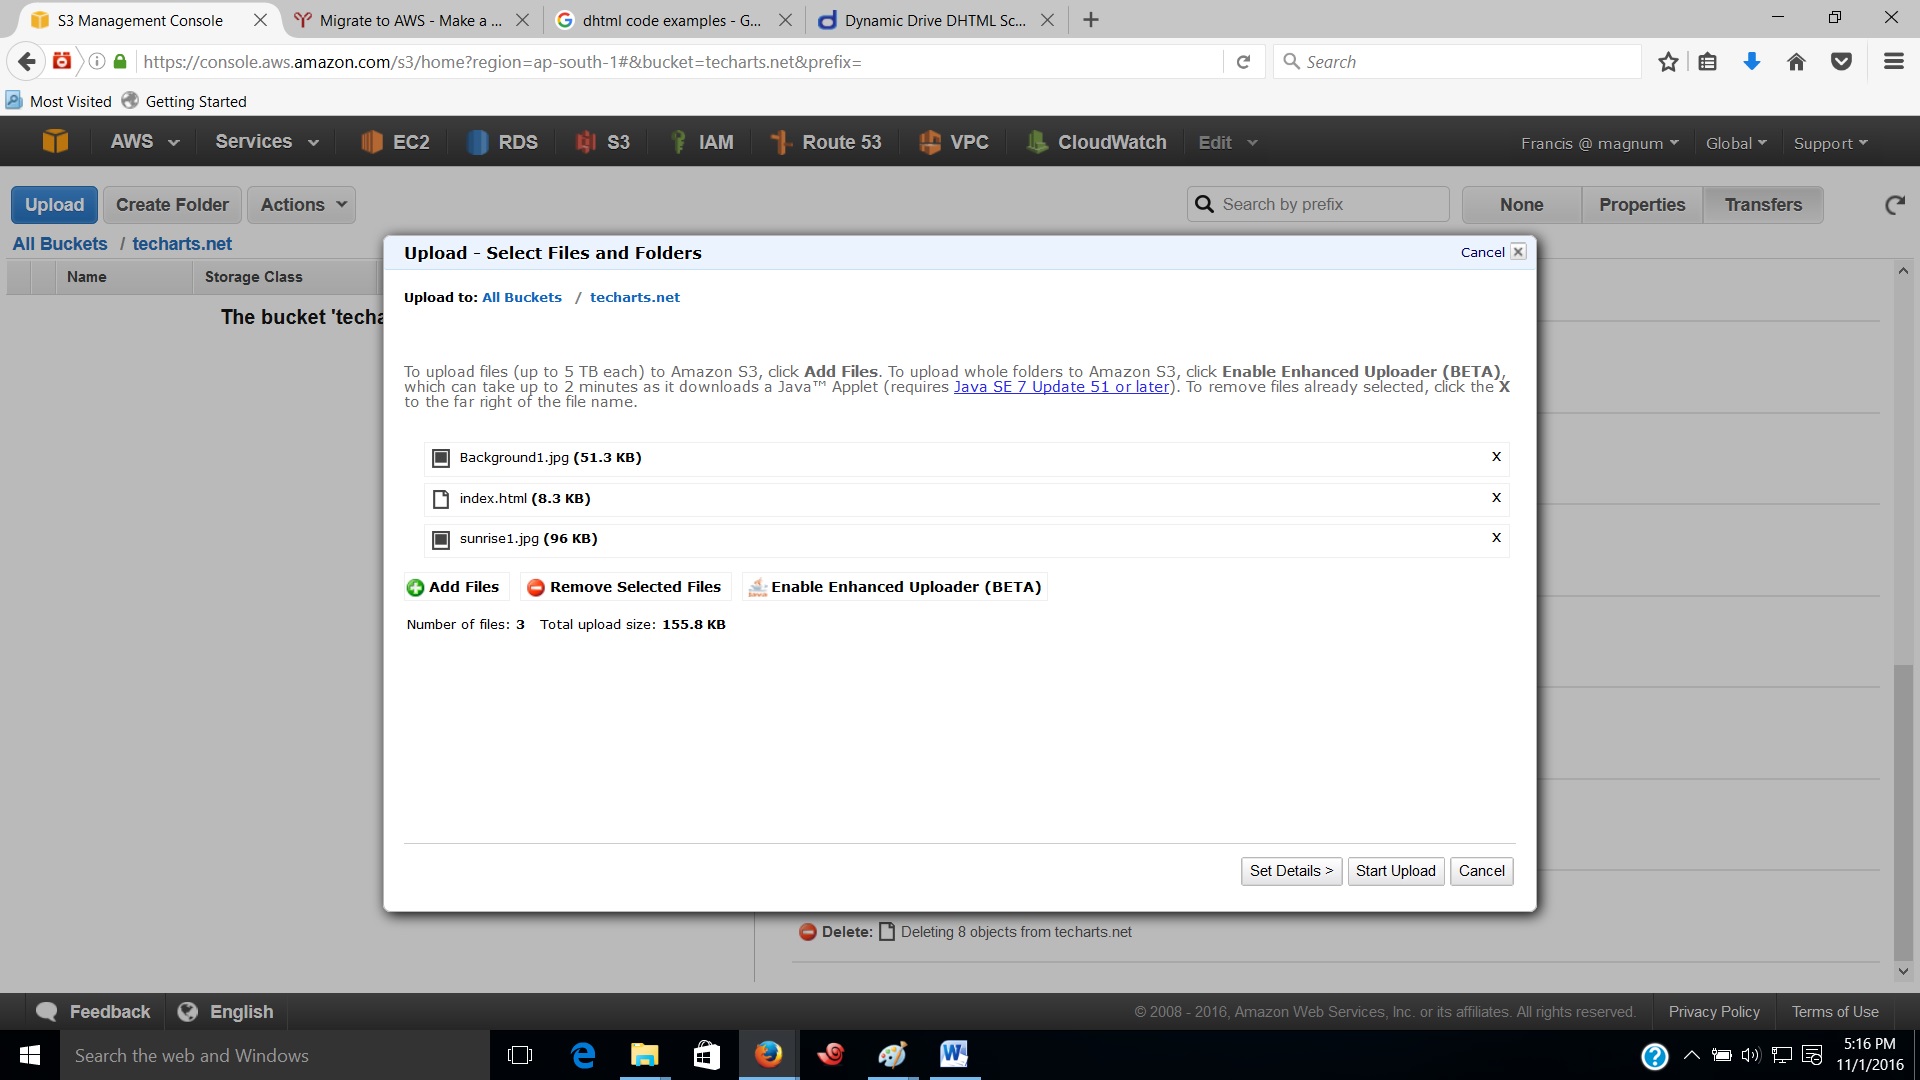 S3 Management Console
Migrate to AWS - Make a ...
dhtml code examples - G...
Dynamic Drive DHTML Sc...
https://console.aws.amazon.com/s3/home?region=ap-south-1#&bucket=techarts.net&prefix=
Search
Most Visited
Getting Started
AWS
Services
EC2
RDS
S3
IAM
Route 53
VPC
CloudWatch
Edit
Francis @ magnum
Global
Support
Upload
Create Folder
Actions
Search by prefix
None
Properties
Transfers
All Buckets / techarts.net
Name
Storage Class
The bucket 'techa
Upload - Select Files and Folders
Cancel
Upload to: All Buckets / techarts.net
To upload files (up to 5 TB each) to Amazon S3, click Add Files. To upload whole folders to Amazon S3, click Enable Enhanced Uploader (BETA),
which can take up to 2 minutes as it downloads a Java™ Applet (requires Java SE 7 Update 51 or later). To remove files already selected, click the X
to the far right of the file name.
Background1.jpg (51.3 KB)
X
index.html (8.3 KB)
X
sunrise1.jpg (96 KB)
X
Add Files
Remove Selected Files
Enable Enhanced Uploader (BETA)
Number of files: 3 Total upload size: 155.8 KB
Set Details >
Start Upload
Cancel
Delete: Deleting 8 objects from techarts.net
Feedback
English
© 2008 - 2016, Amazon Web Services, Inc. or its affiliates. All rights reserved.
Privacy Policy
Terms of Use
Search the web and Windows
5:16 PM
11/1/2016